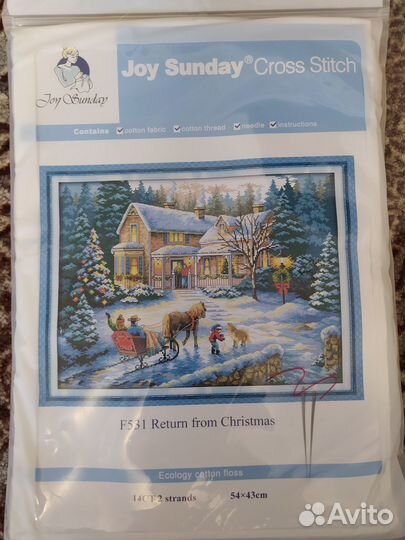 Joy Sunday
Joy Sunday® Cross Stitch
Contains cotton fabric cotton thread needle instructions
F531 Return from Christmas
Ecology cotton floss
14CT 2 strands 54×43cm
Avito